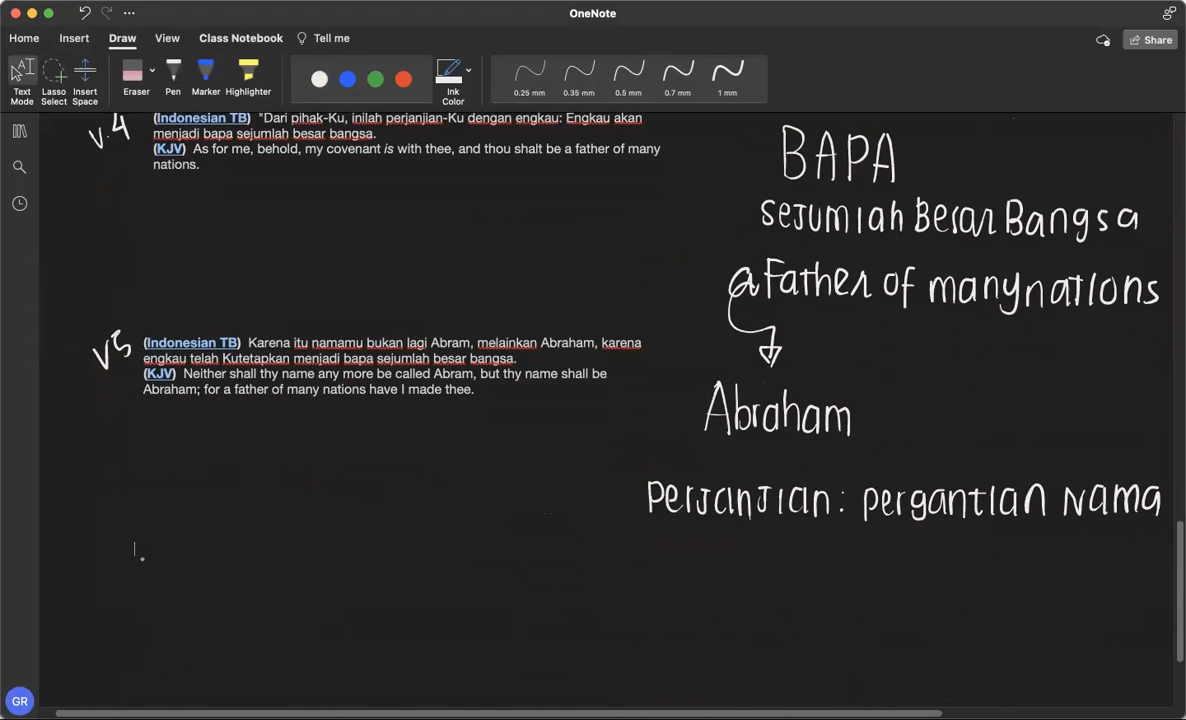 OneNote
Home Insert Draw View Class Notebook Tell me Share
Text Mode Lasso Select Insert Space Eraser Pen Marker Highlighter Ink Color 0.25 mm 0.35 mm 0.5 mm 0.7 mm 1 mm
v.4
(Indonesian TB) "Dari pihak-Ku, inilah perjanjian-Ku dengan engkau: Engkau akan
menjadi bapa sejumlah besar bangsa.
(KJV) As for me, behold, my covenant is with thee, and thou shalt be a father of many
nations.
BAPA
sejumlah Besar Bangsa
a Father of many nations
v5
(Indonesian TB) Karena itu namamu bukan lagi Abram, melainkan Abraham, karena
engkau telah Kutetapkan menjadi bapa sejumlah besar bangsa.
(KJV) Neither shall thy name any more be called Abram, but thy name shall be
Abraham; for a father of many nations have I made thee.
Abraham
Perjanjian: pergantian Nama
GR